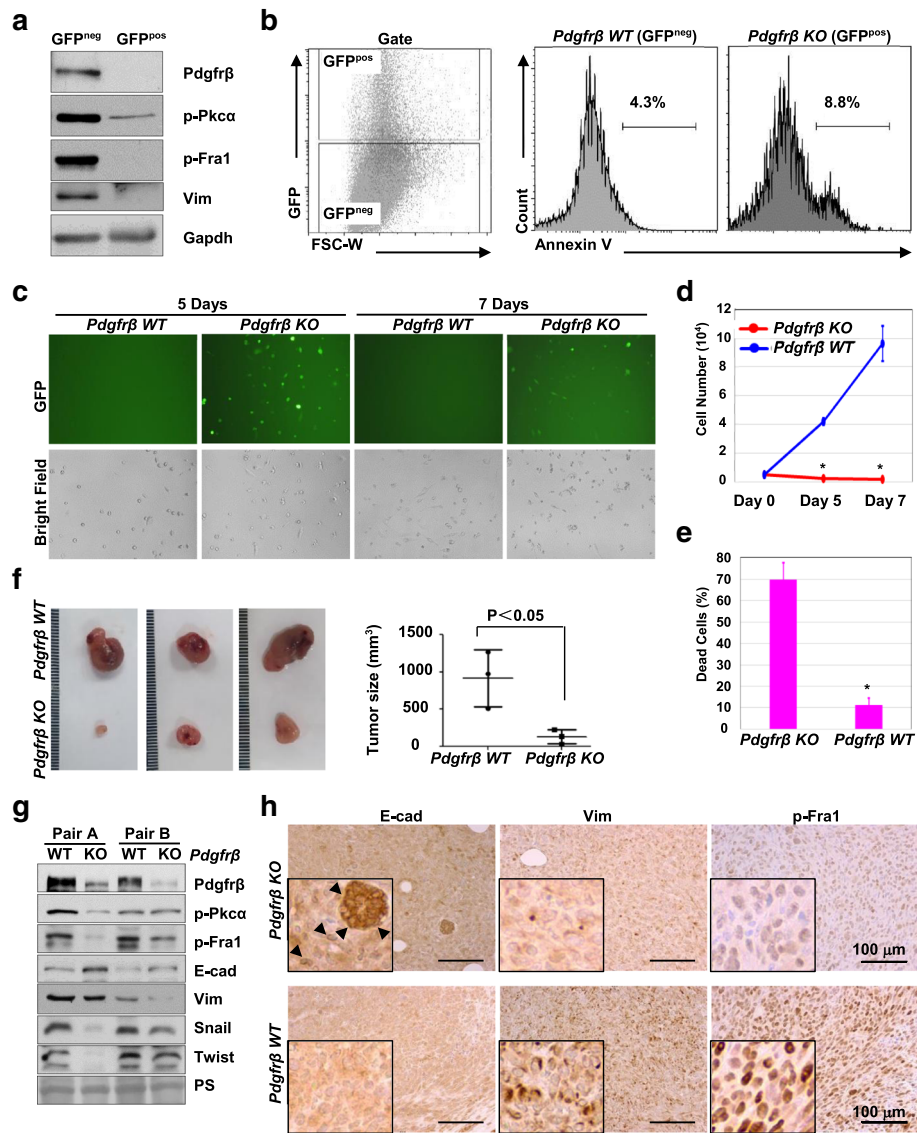 a
GFPneg GFPpos
Pdgfrβ
p-Pkcα
p-Fra1
Vim
Gapdh
b
Gate
GFPpos
GFPneg
GFP
FSC-W
Pdgfrβ WT (GFPneg)
4.3%
Pdgfrβ KO (GFPpos)
8.8%
Count
Annexin V
c
5 Days 7 Days
Pdgfrβ WT Pdgfrβ KO Pdgfrβ WT Pdgfrβ KO
GFP
Bright Field
d
Cell Number (10⁴)
12
10
8
6
4
2
0
Pdgfrβ KO
Pdgfrβ WT
* *
Day 0 Day 5 Day 7
e
Dead Cells (%)
80
70
60
50
40
30
20
10
0
*
Pdgfrβ KO Pdgfrβ WT
f
Pdgfrβ WT
Pdgfrβ KO
P<0.05
Tumor size (mm³)
1500
1000
500
0
Pdgfrβ WT Pdgfrβ KO
g
Pair A Pair B
WT KO WT KO Pdgfrβ
Pdgfrβ
p-Pkcα
p-Fra1
E-cad
Vim
Snail
Twist
PS
h
E-cad Vim p-Fra1
Pdgfrβ KO
100 μm
Pdgfrβ WT
100 μm